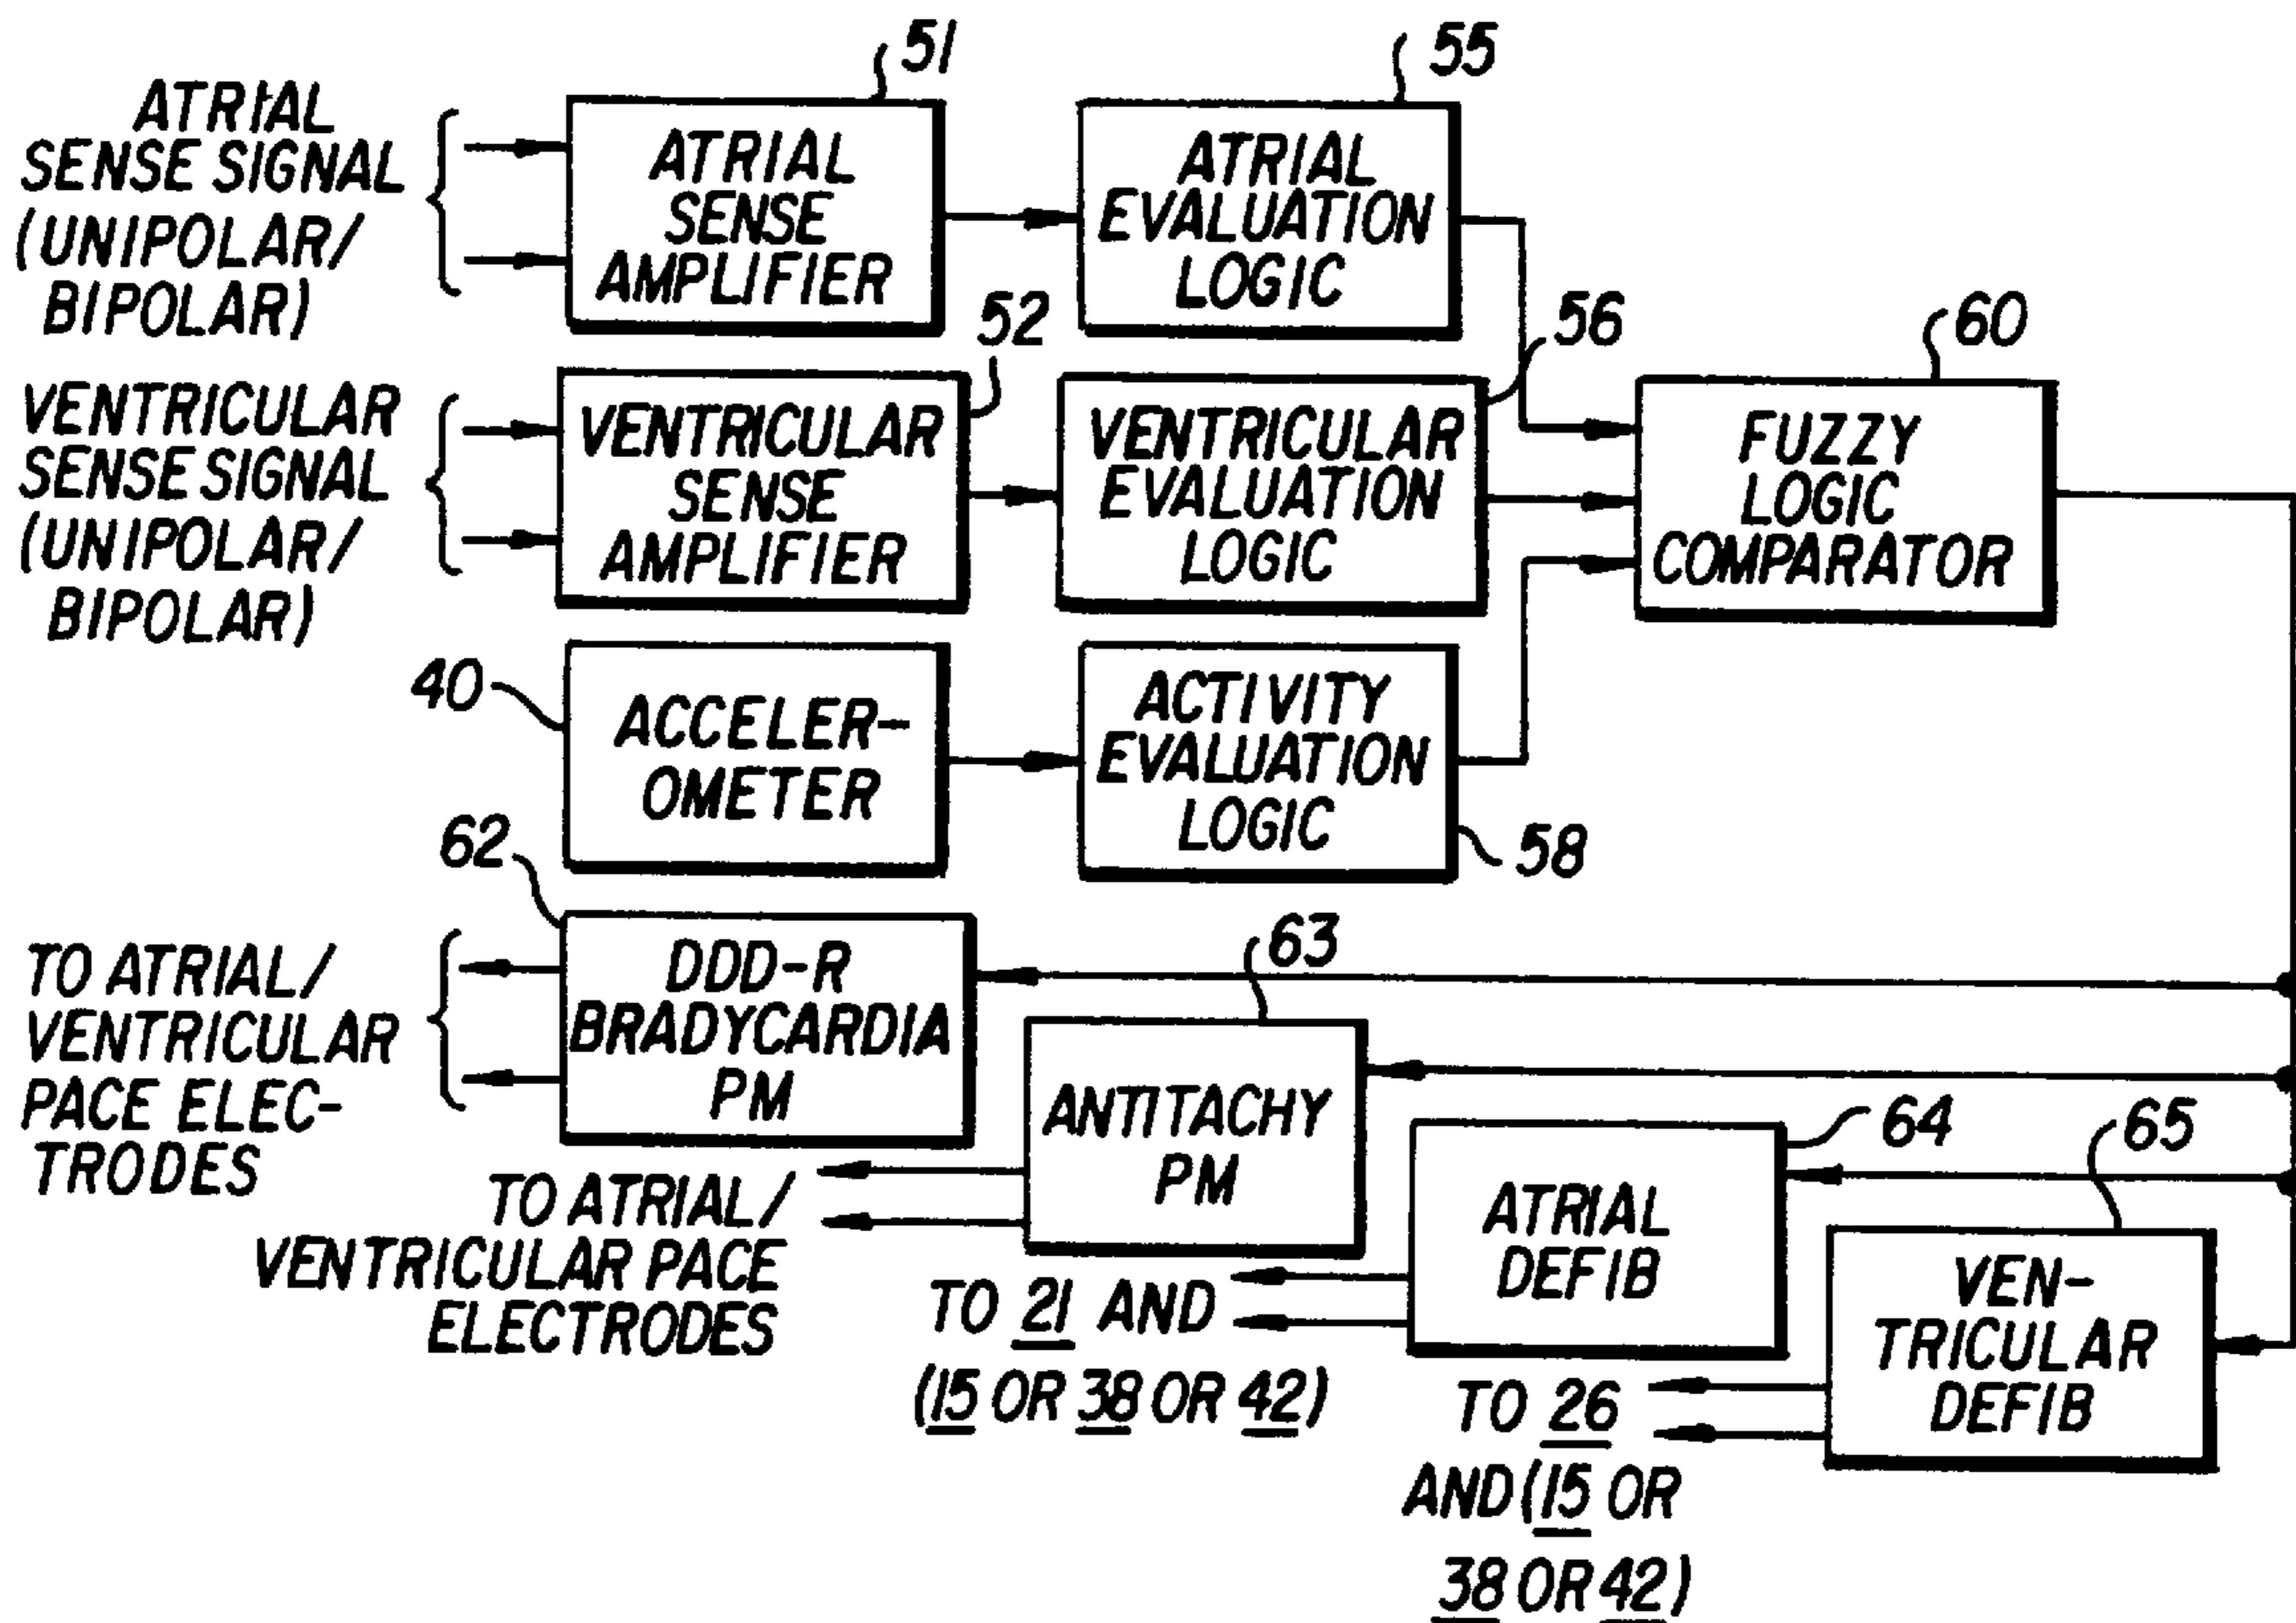 51
55
ATRIAL
SENSE SIGNAL
(UNIPOLAR/
BIPOLAR)
ATRIAL
SENSE
AMPLIFIER
ATRIAL
EVALUATION
LOGIC
52
56
60
VENTRICULAR
SENSE SIGNAL
(UNIPOLAR/
BIPOLAR)
VENTRICULAR
SENSE
AMPLIFIER
VENTRICULAR
EVALUATION
LOGIC
FUZZY
LOGIC
COMPARATOR
40
ACCELER-
OMETER
ACTIVITY
EVALUATION
LOGIC
58
62
63
TO ATRIAL/
VENTRICULAR
PACE ELEC-
TRODES
DDD-R
BRADYCARDIA
PM
ANTITACHY
PM
64
65
TO ATRIAL/
VENTRICULAR PACE
ELECTRODES
ATRIAL
DEFIB
VEN-
TRICULAR
DEFIB
TO 21 AND
(15 OR 38 OR 42)
TO 26
AND (15 OR
38 OR 42)